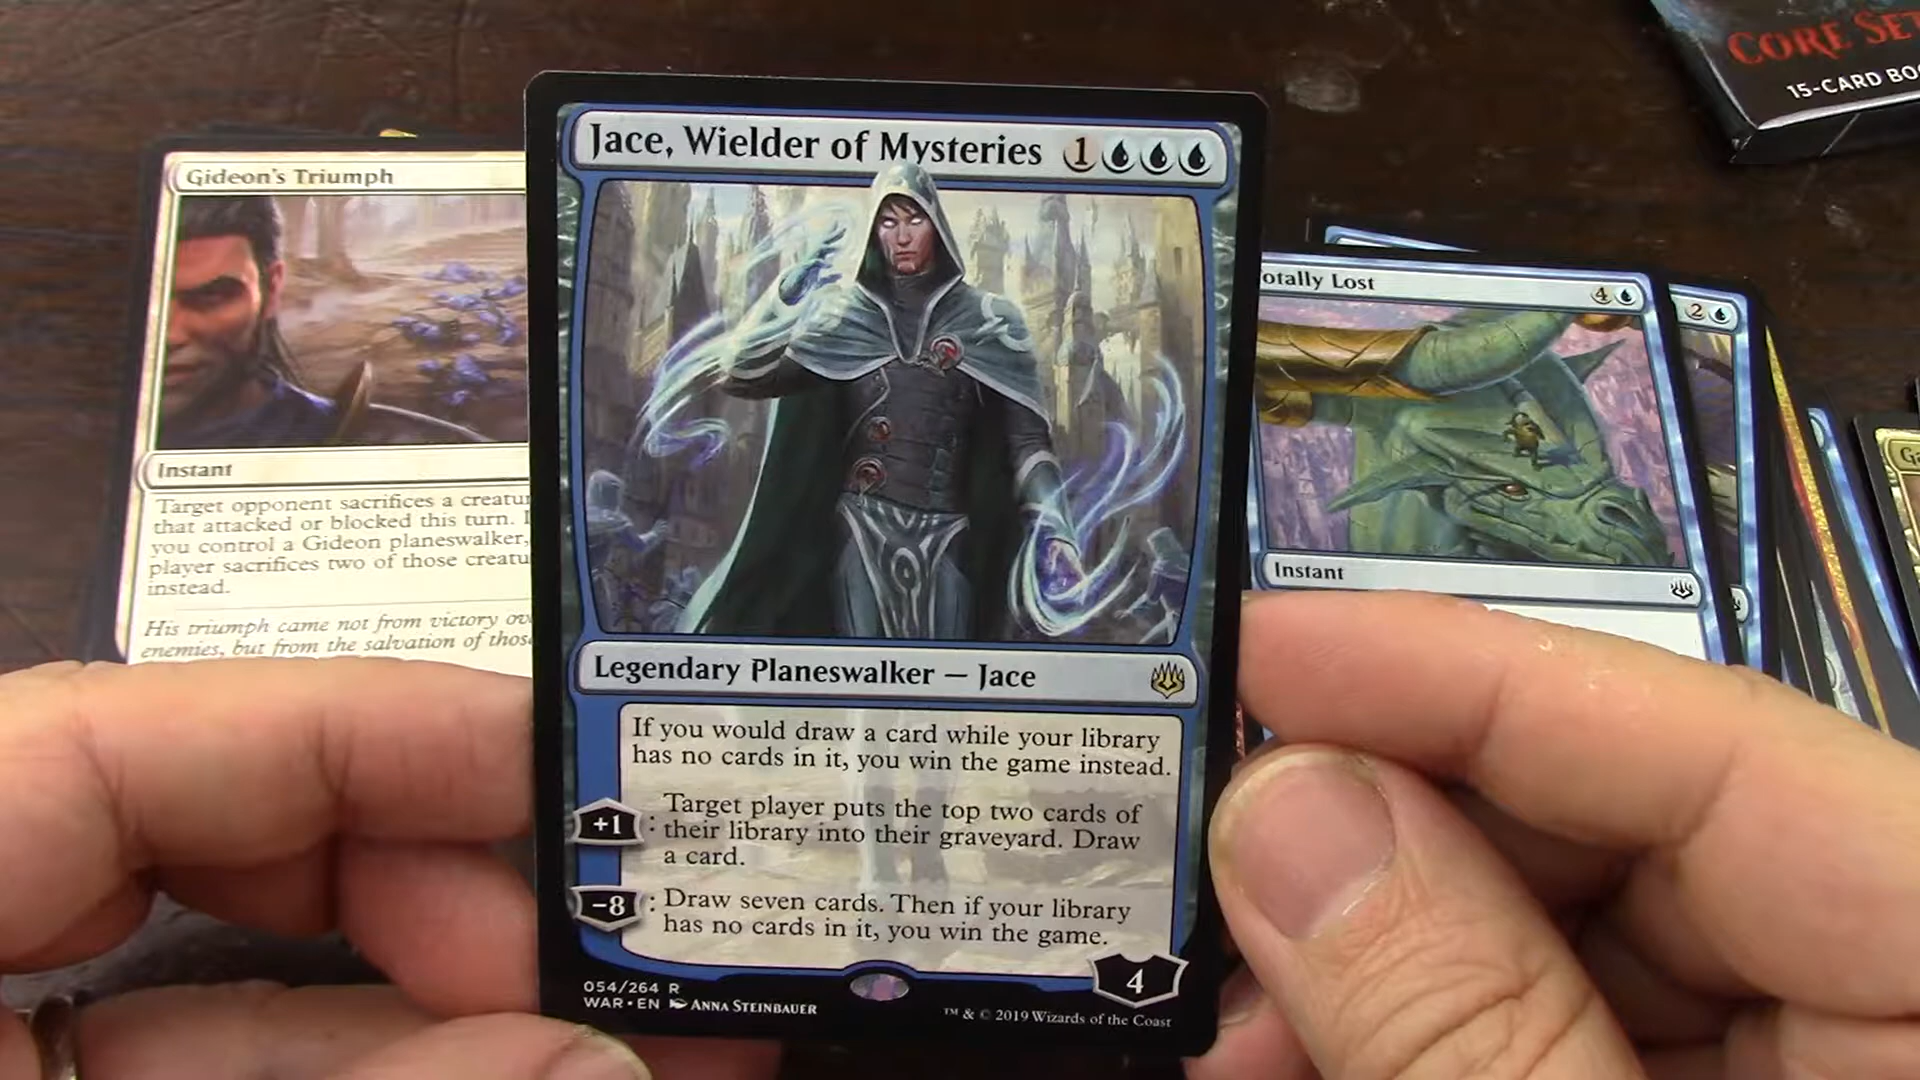 CORE SET
15-CARD BOO
Gideon's Triumph
Instant
Target opponent sacrifices a creatu
that attacked or blocked this turn. I
you control a Gideon planeswalker,
player sacrifices two of those creatu
instead.
His triumph came not from victory ov
enemies, but from the salvation of thos
Jace, Wielder of Mysteries 1
Legendary Planeswalker — Jace
If you would draw a card while your library
has no cards in it, you win the game instead.
+1: Target player puts the top two cards of
their library into their graveyard. Draw
a card.
−8: Draw seven cards. Then if your library
has no cards in it, you win the game.
4
054/264 R
WAR • EN ANNA STEINBAUER
™ & © 2019 Wizards of the Coast
otally Lost 4
Instant
2
Ga